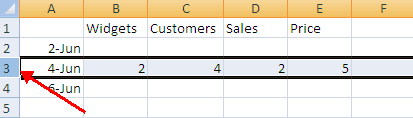 A B C D E F
1 Widgets Customers Sales Price
2 2-Jun
3 4-Jun 2 4 2 5
4 6-Jun
5